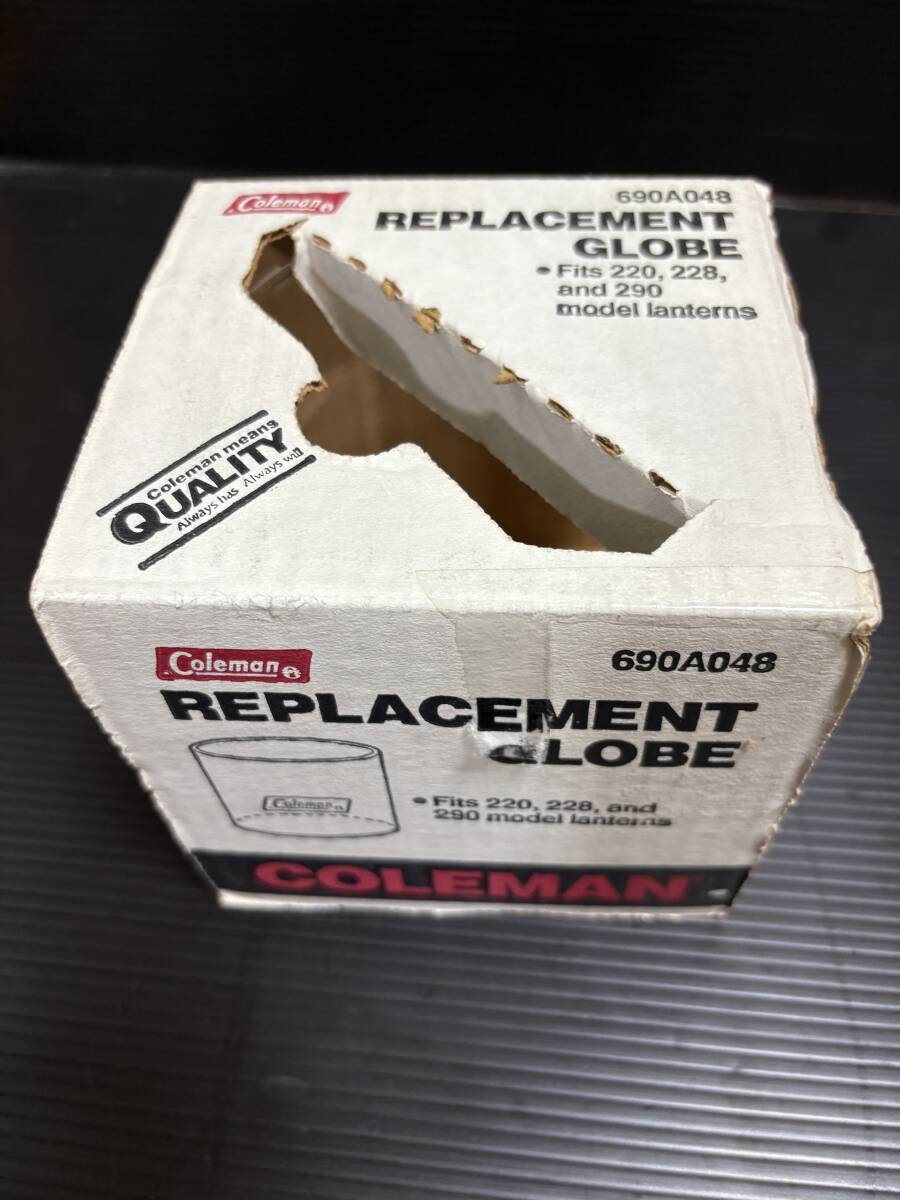 Coleman
690A048
REPLACEMENT
GLOBE
• Fits 220, 228,
and 290
model lanterns
Coleman means
QUALITY
Always has Always will
Coleman
690A048
REPLACEMENT
GLOBE
Coleman
• Fits 220, 228, and
290 model lanterns
COLEMAN